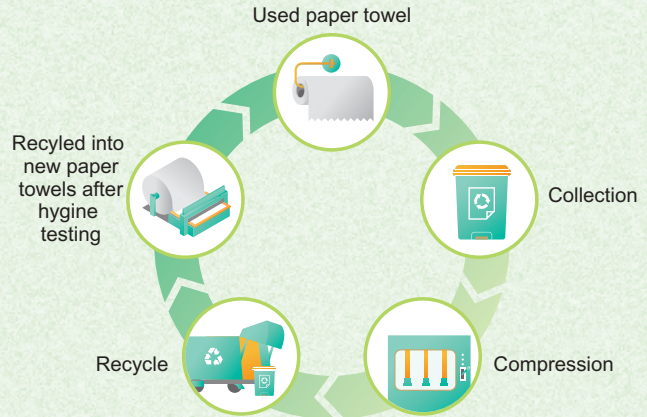 Used paper towel
Collection
Compression
Recycle
Recyled into
new paper
towels after
hygine
testing